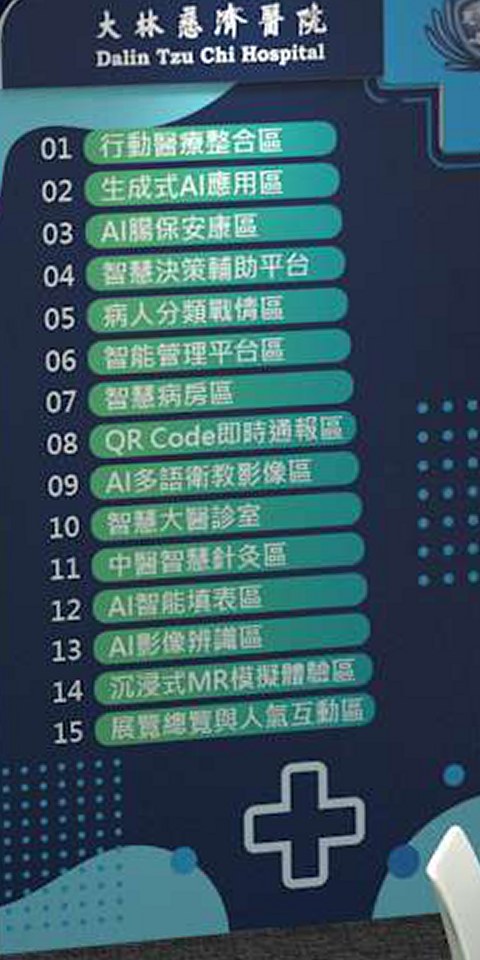 大林慈濟醫院
Dalin Tzu Chi Hospital
01 行動醫療整合區
02 生成式AI應用區
03 AI腸保安康區
04 智慧決策輔助平台
05 病人分類戰情區
06 智能管理平台區
07 智慧病房區
08 QR Code即時通報區
09 AI多語衛教影像區
10 智慧大醫診室
11 中醫智慧針灸區
12 AI智能填表區
13 AI影像辨識區
14 沉浸式MR模擬體驗區
15 展覽總覽與人氣互動區